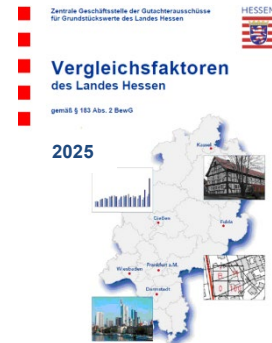 Zentrale Geschäftsstelle der Gutachterausschüsse
für Grundstückswerte des Landes Hessen
HESSEN
Vergleichsfaktoren
des Landes Hessen
gemäß § 183 Abs. 2 BewG
2025
Kassel
Gießen
Fulda
Wiesbaden
Frankfurt a.M.
Darmstadt